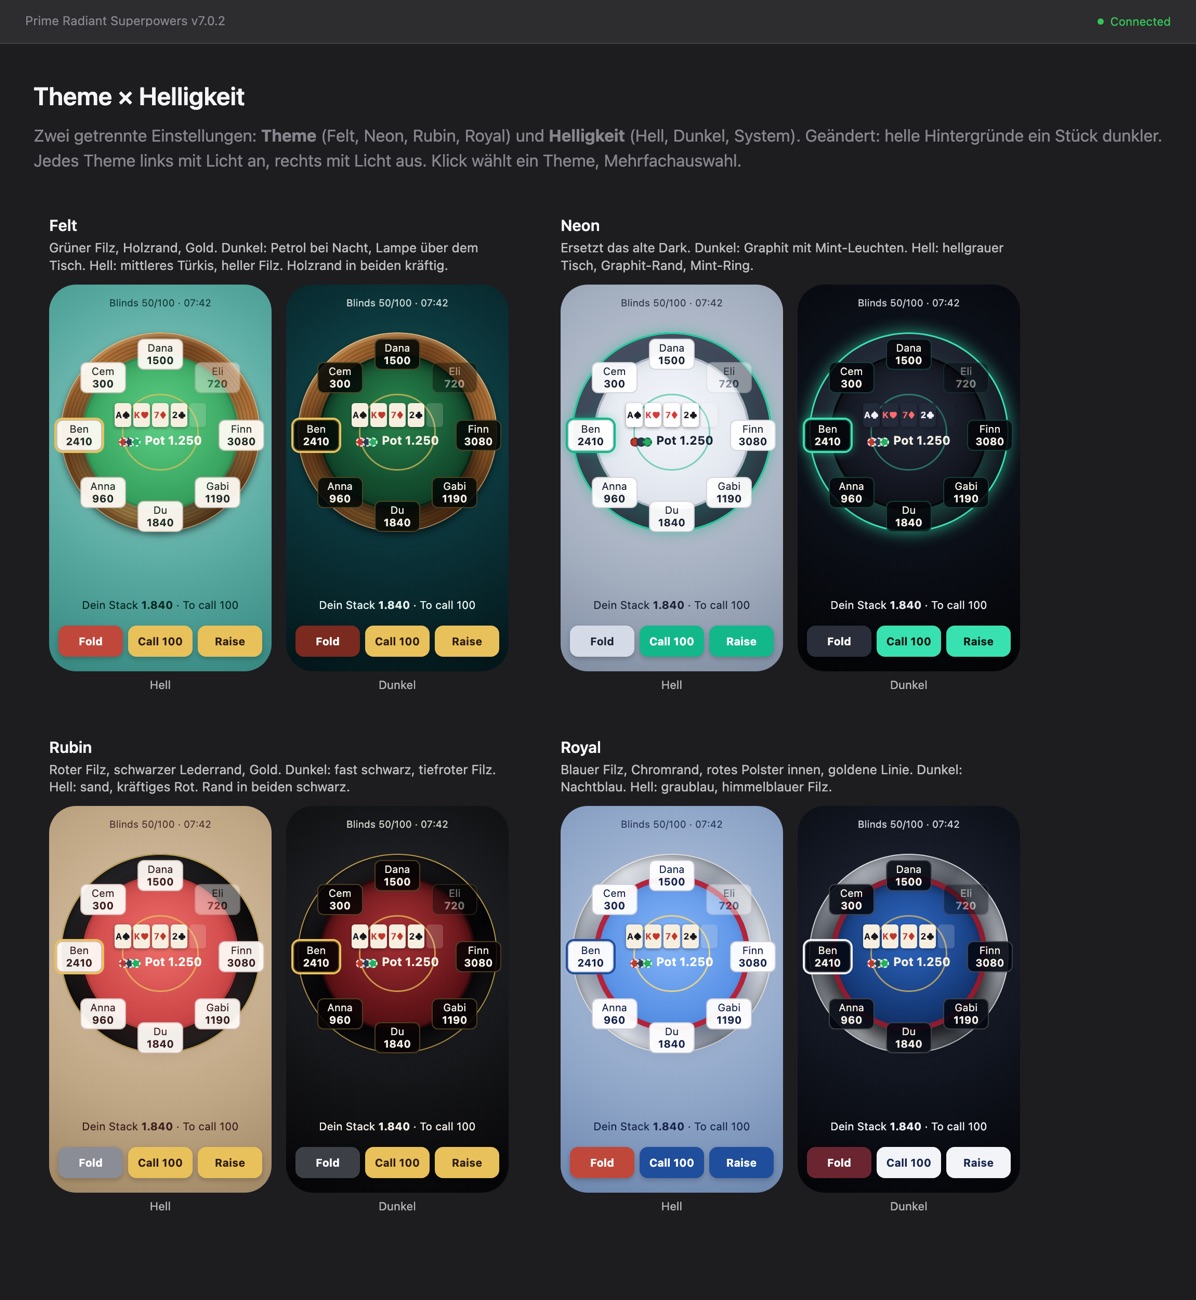 Prime Radiant Superpowers v7.0.2
Connected
Theme × Helligkeit
Zwei getrennte Einstellungen: Theme (Felt, Neon, Rubin, Royal) und Helligkeit (Hell, Dunkel, System). Geändert: helle Hintergründe ein Stück dunkler.
Jedes Theme links mit Licht an, rechts mit Licht aus. Klick wählt ein Theme, Mehrfachauswahl.
Felt
Grüner Filz, Holzrand, Gold. Dunkel: Petrol bei Nacht, Lampe über dem
Tisch. Hell: mittleres Türkis, heller Filz. Holzrand in beiden kräftig.
Blinds 50/100 · 07:42
Dana
1500
Cem
300
Eli
720
A♠ K♥ 7♦ 2♣
Ben
2410
Pot 1.250
Finn
3080
Anna
960
Gabi
1190
Du
1840
Dein Stack 1.840 · To call 100
Fold
Call 100
Raise
Hell
Blinds 50/100 · 07:42
Dana
1500
Cem
300
Eli
720
A♠ K♥ 7♦ 2♣
Ben
2410
Pot 1.250
Finn
3080
Anna
960
Gabi
1190
Du
1840
Dein Stack 1.840 · To call 100
Fold
Call 100
Raise
Dunkel
Neon
Ersetzt das alte Dark. Dunkel: Graphit mit Mint-Leuchten. Hell: hellgrauer
Tisch, Graphit-Rand, Mint-Ring.
Blinds 50/100 · 07:42
Dana
1500
Cem
300
Eli
720
A♠ K♥ 7♦ 2♣
Ben
2410
Pot 1.250
Finn
3080
Anna
960
Gabi
1190
Du
1840
Dein Stack 1.840 · To call 100
Fold
Call 100
Raise
Hell
Blinds 50/100 · 07:42
Dana
1500
Cem
300
Eli
720
A♠ K♥ 7♦ 2♣
Ben
2410
Pot 1.250
Finn
3080
Anna
960
Gabi
1190
Du
1840
Dein Stack 1.840 · To call 100
Fold
Call 100
Raise
Dunkel
Rubin
Roter Filz, schwarzer Lederrand, Gold. Dunkel: fast schwarz, tiefroter Filz.
Hell: sand, kräftiges Rot. Rand in beiden schwarz.
Blinds 50/100 · 07:42
Dana
1500
Cem
300
Eli
720
A♠ K♥ 7♦ 2♣
Ben
2410
Pot 1.250
Finn
3080
Anna
960
Gabi
1190
Du
1840
Dein Stack 1.840 · To call 100
Fold
Call 100
Raise
Hell
Blinds 50/100 · 07:42
Dana
1500
Cem
300
Eli
720
A♠ K♥ 7♦ 2♣
Ben
2410
Pot 1.250
Finn
3080
Anna
960
Gabi
1190
Du
1840
Dein Stack 1.840 · To call 100
Fold
Call 100
Raise
Dunkel
Royal
Blauer Filz, Chromrand, rotes Polster innen, goldene Linie. Dunkel:
Nachtblau. Hell: graublau, himmelblauer Filz.
Blinds 50/100 · 07:42
Dana
1500
Cem
300
Eli
720
A♠ K♥ 7♦ 2♣
Ben
2410
Pot 1.250
Finn
3080
Anna
960
Gabi
1190
Du
1840
Dein Stack 1.840 · To call 100
Fold
Call 100
Raise
Hell
Blinds 50/100 · 07:42
Dana
1500
Cem
300
Eli
720
A♠ K♥ 7♦ 2♣
Ben
2410
Pot 1.250
Finn
3080
Anna
960
Gabi
1190
Du
1840
Dein Stack 1.840 · To call 100
Fold
Call 100
Raise
Dunkel